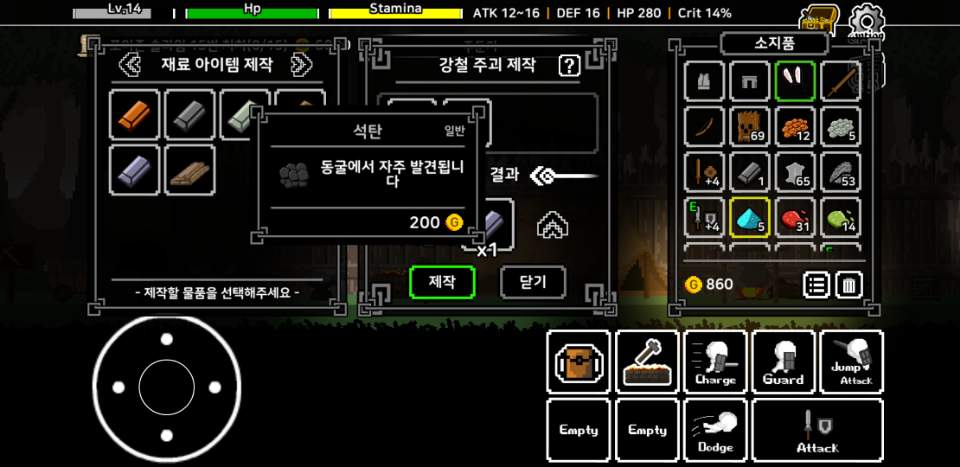 Lv.14
Hp
Stamina
ATK 12~16 | DEF 16 | HP 280 | Crit 14%
재료 아이템 제작
강철 주괴 제작
?
소지품
석탄
일반
동굴에서 자주 발견됩니
다
200 G
결과
x1
제작
닫기
- 제작할 물품을 선택해주세요 -
69
12
5
+4
1
65
53
E
+4
5
31
14
G 860
Charge
Guard
Jump
Attack
Empty
Empty
Dodge
Attack